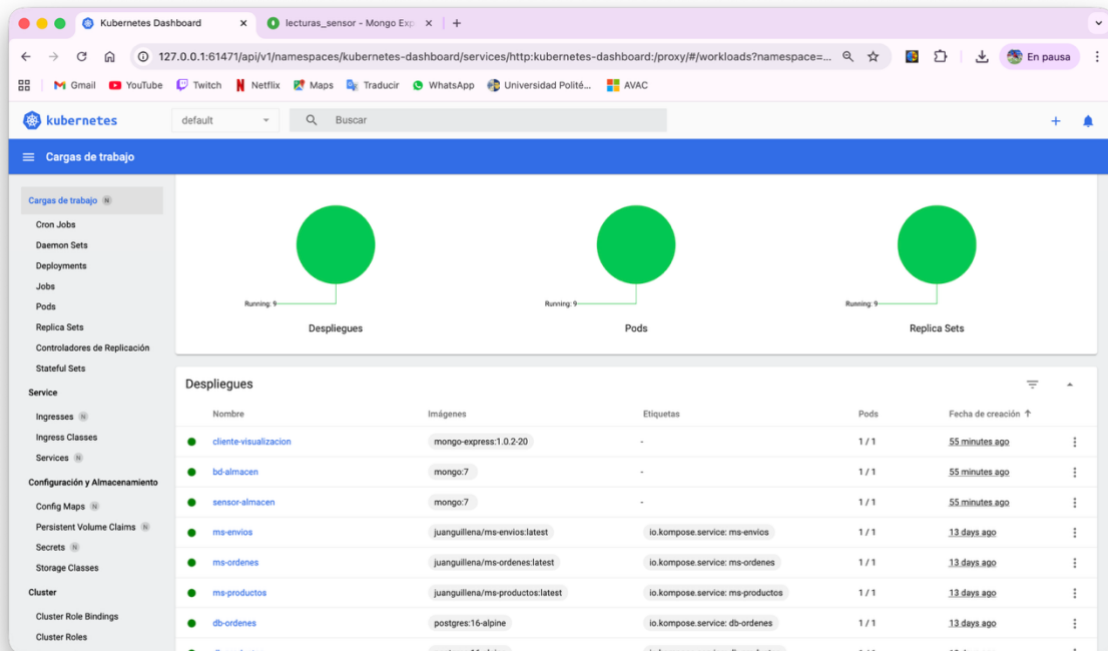 Kubernetes Dashboard
lecturas_sensor - Mongo Exp
127.0.0.1:61471/api/v1/namespaces/kubernetes-dashboard/services/http:kubernetes-dashboard:/proxy/#/workloads?namespace=...
En pausa
Gmail YouTube Twitch Netflix Maps Traducir WhatsApp Universidad Polité... AVAC
kubernetes
default
Buscar
Cargas de trabajo
Cargas de trabajo N
Cron Jobs
Daemon Sets
Deployments
Jobs
Pods
Replica Sets
Controladores de Replicación
Stateful Sets
Service
Ingresses N
Ingress Classes
Services N
Configuración y Almacenamiento
Config Maps N
Persistent Volume Claims N
Secrets N
Storage Classes
Cluster
Cluster Role Bindings
Cluster Roles
Running: 9
Despliegues
Running: 9
Pods
Running: 9
Replica Sets
Despliegues
Nombre Imágenes Etiquetas Pods Fecha de creación
cliente-visualizacion mongo-express:1.0.2-20 - 1 / 1 55 minutes ago
bd-almacen mongo:7 - 1 / 1 55 minutes ago
sensor-almacen mongo:7 - 1 / 1 55 minutes ago
ms-envios juanguillena/ms-envios:latest io.kompose.service: ms-envios 1 / 1 13 days ago
ms-ordenes juanguillena/ms-ordenes:latest io.kompose.service: ms-ordenes 1 / 1 13 days ago
ms-productos juanguillena/ms-productos:latest io.kompose.service: ms-productos 1 / 1 13 days ago
db-ordenes postgres:16-alpine io.kompose.service: db-ordenes 1 / 1 13 days ago